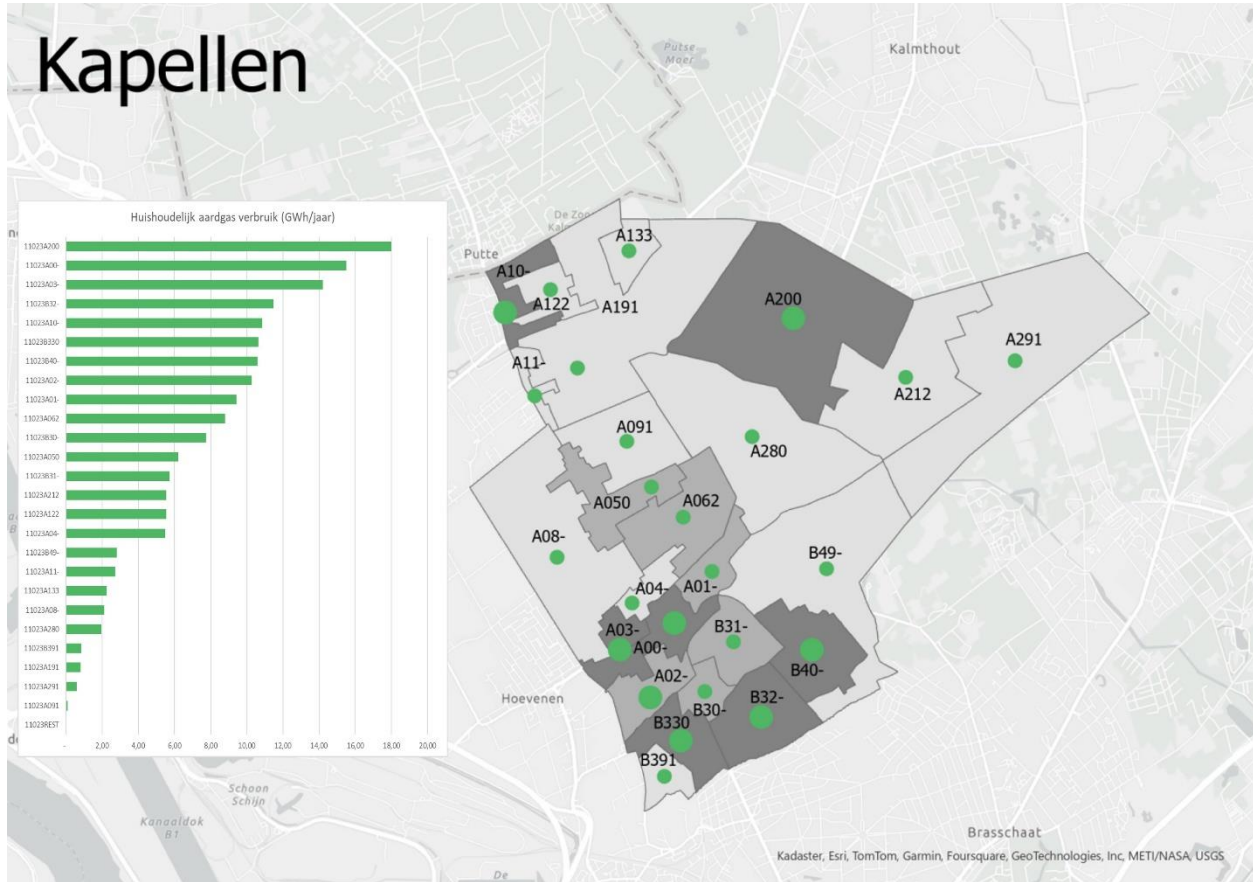 Kapellen
Putse
Moer
Kalmthout
Huishoudelijk aardgas verbruik (GWh/jaar)
11023A200
11023A00-
11023A03-
11023B32-
11023A10-
11023B330
11023B40-
11023A02-
11023A01-
11023A062
11023B30-
11023A050
11023B31-
11023A212
11023A122
11023A04-
11023B49-
11023A11-
11023A133
11023A08-
11023A280
11023B391
11023A191
11023A291
11023A091
11023REST
- 2,00 4,00 6,00 8,00 10,00 12,00 14,00 16,00 18,00 20,00
De Zoo
Putte
A133
A10-
A122
A191
A200
A291
A11-
A212
A091
A280
A050
A062
A08-
B49-
A01-
A04-
A03-
B31-
A00-
B40-
A02-
B32-
Hoevenen
B30-
B330
B391
Schoon
Schijn
Kanaaldok
B1
Brasschaat
De
Kadaster, Esri, TomTom, Garmin, Foursquare, GeoTechnologies, Inc, METI/NASA, USGS